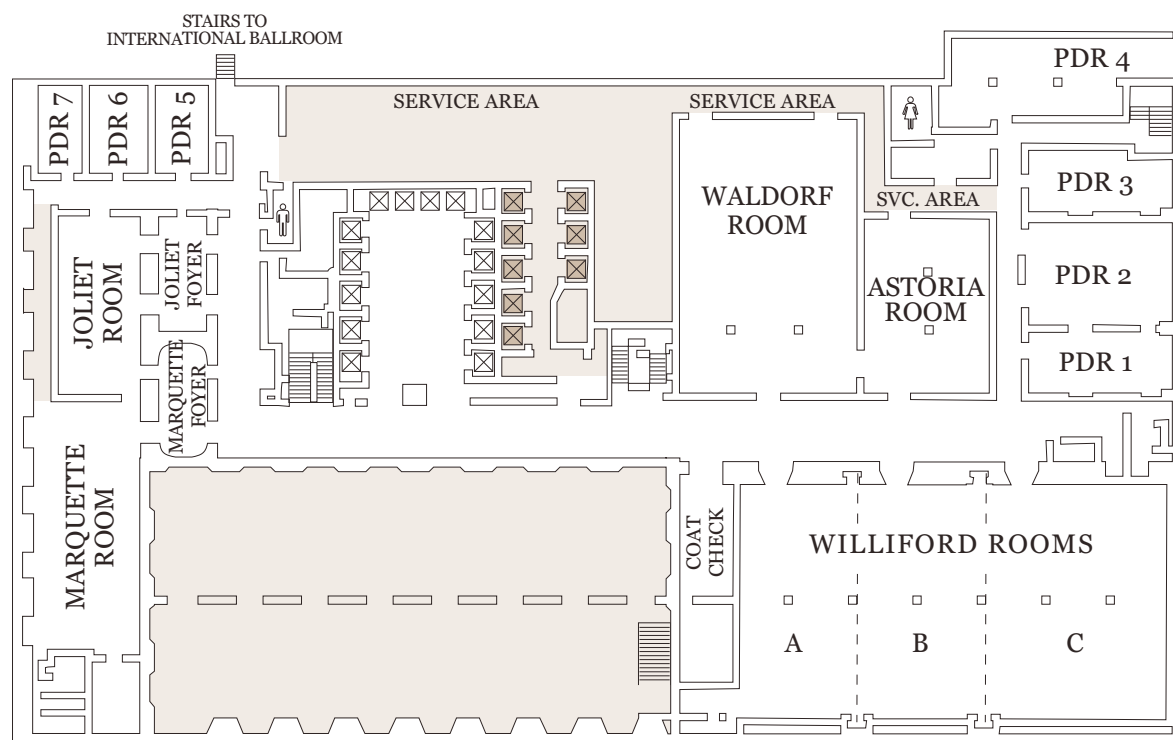 STAIRS TO
INTERNATIONAL BALLROOM
PDR 4
PDR 7
PDR 6
PDR 5
SERVICE AREA
SERVICE AREA
PDR 3
WALDORF
ROOM
SVC. AREA
JOLIET
ROOM
JOLIET
FOYER
PDR 2
ASTORIA
ROOM
MARQUETTE
FOYER
PDR 1
MARQUETTE
ROOM
COAT
CHECK
WILLIFORD ROOMS
A
B
C